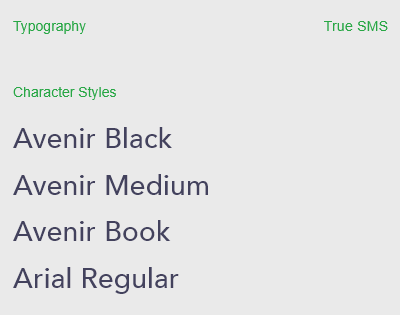 Typography True SMS
Character Styles
Avenir Black
Avenir Medium
Avenir Book
Arial Regular